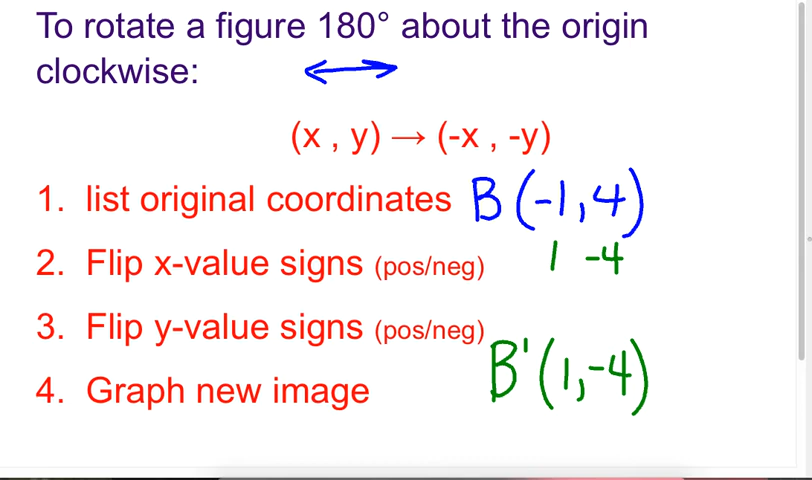 To rotate a figure 180° about the origin
clockwise:
(x , y) → (-x , -y)
1. list original coordinates B (-1, 4)
2. Flip x-value signs (pos/neg) 1 -4
3. Flip y-value signs (pos/neg)
4. Graph new image B' (1, -4)